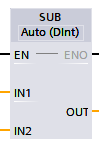 SUB
Auto (DInt)
EN ENO
IN1
OUT
IN2